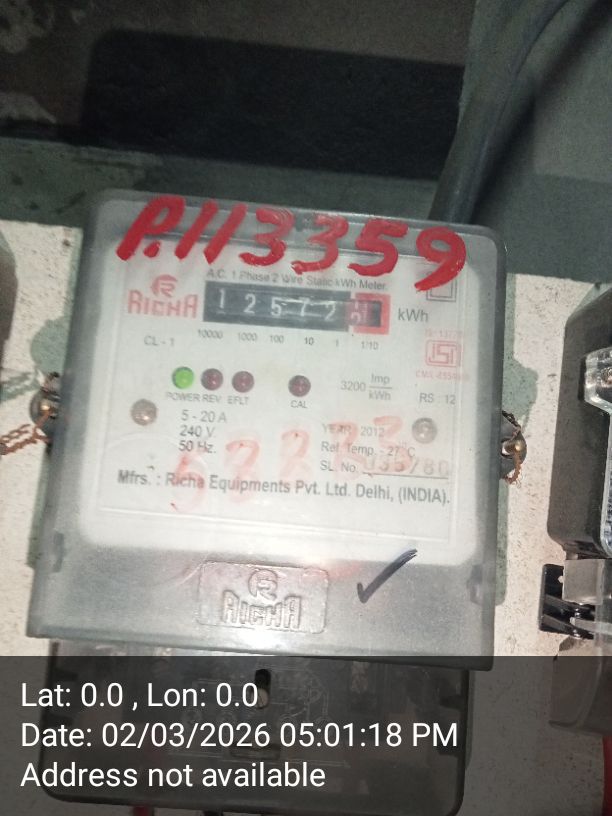 P.113359
A.C. 1 Phase 2 Wire Static kWh Meter
RICHA
1 2 5 7 2
kWh
10000 1000 100 10 1 1/10
CL - 1
POWER REV. EFLT
CAL
3200 Imp/kWh
RS : 12
5 - 20 A
240 V.
50 Hz.
YEAR : 2012
Ref. Temp. - 27°C
SL. No.
Mfrs. : Richa Equipments Pvt. Ltd. Delhi, (INDIA).
RICHA
Lat: 0.0 , Lon: 0.0
Date: 02/03/2026 05:01:18 PM
Address not available